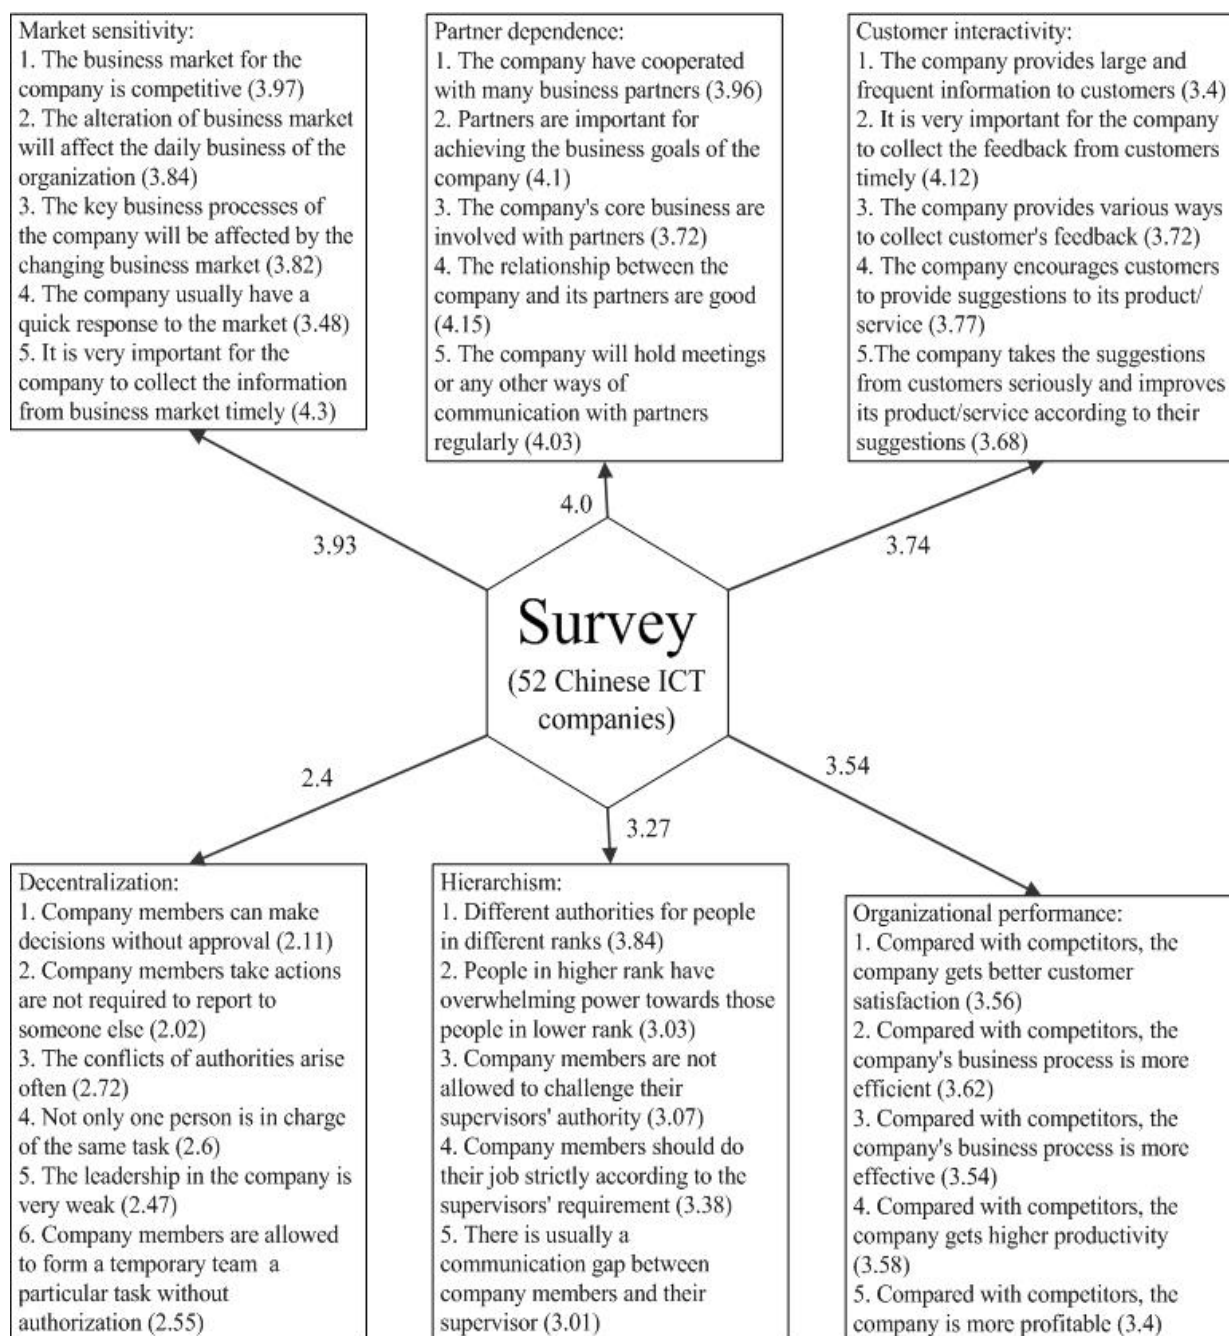 Market sensitivity:
1. The business market for the
company is competitive (3.97)
2. The alteration of business market
will affect the daily business of the
organization (3.84)
3. The key business processes of
the company will be affected by the
changing business market (3.82)
4. The company usually have a
quick response to the market (3.48)
5. It is very important for the
company to collect the information
from business market timely (4.3)
Partner dependence:
1. The company have cooperated
with many business partners (3.96)
2. Partners are important for
achieving the business goals of the
company (4.1)
3. The company's core business are
involved with partners (3.72)
4. The relationship between the
company and its partners are good
(4.15)
5. The company will hold meetings
or any other ways of
communication with partners
regularly (4.03)
Customer interactivity:
1. The company provides large and
frequent information to customers (3.4)
2. It is very important for the company
to collect the feedback from customers
timely (4.12)
3. The company provides various ways
to collect customer's feedback (3.72)
4. The company encourages customers
to provide suggestions to its product/
service (3.77)
5.The company takes the suggestions
from customers seriously and improves
its product/service according to their
suggestions (3.68)
3.93
4.0
3.74
Survey
(52 Chinese ICT
companies)
2.4
3.27
3.54
Decentralization:
1. Company members can make
decisions without approval (2.11)
2. Company members take actions
are not required to report to
someone else (2.02)
3. The conflicts of authorities arise
often (2.72)
4. Not only one person is in charge
of the same task (2.6)
5. The leadership in the company is
very weak (2.47)
6. Company members are allowed
to form a temporary team a
particular task without
authorization (2.55)
Hierarchism:
1. Different authorities for people
in different ranks (3.84)
2. People in higher rank have
overwhelming power towards those
people in lower rank (3.03)
3. Company members are not
allowed to challenge their
supervisors' authority (3.07)
4. Company members should do
their job strictly according to the
supervisors' requirement (3.38)
5. There is usually a
communication gap between
company members and their
supervisor (3.01)
Organizational performance:
1. Compared with competitors, the
company gets better customer
satisfaction (3.56)
2. Compared with competitors, the
company's business process is more
efficient (3.62)
3. Compared with competitors, the
company's business process is more
effective (3.54)
4. Compared with competitors, the
company gets higher productivity
(3.58)
5. Compared with competitors, the
company is more profitable (3.4)